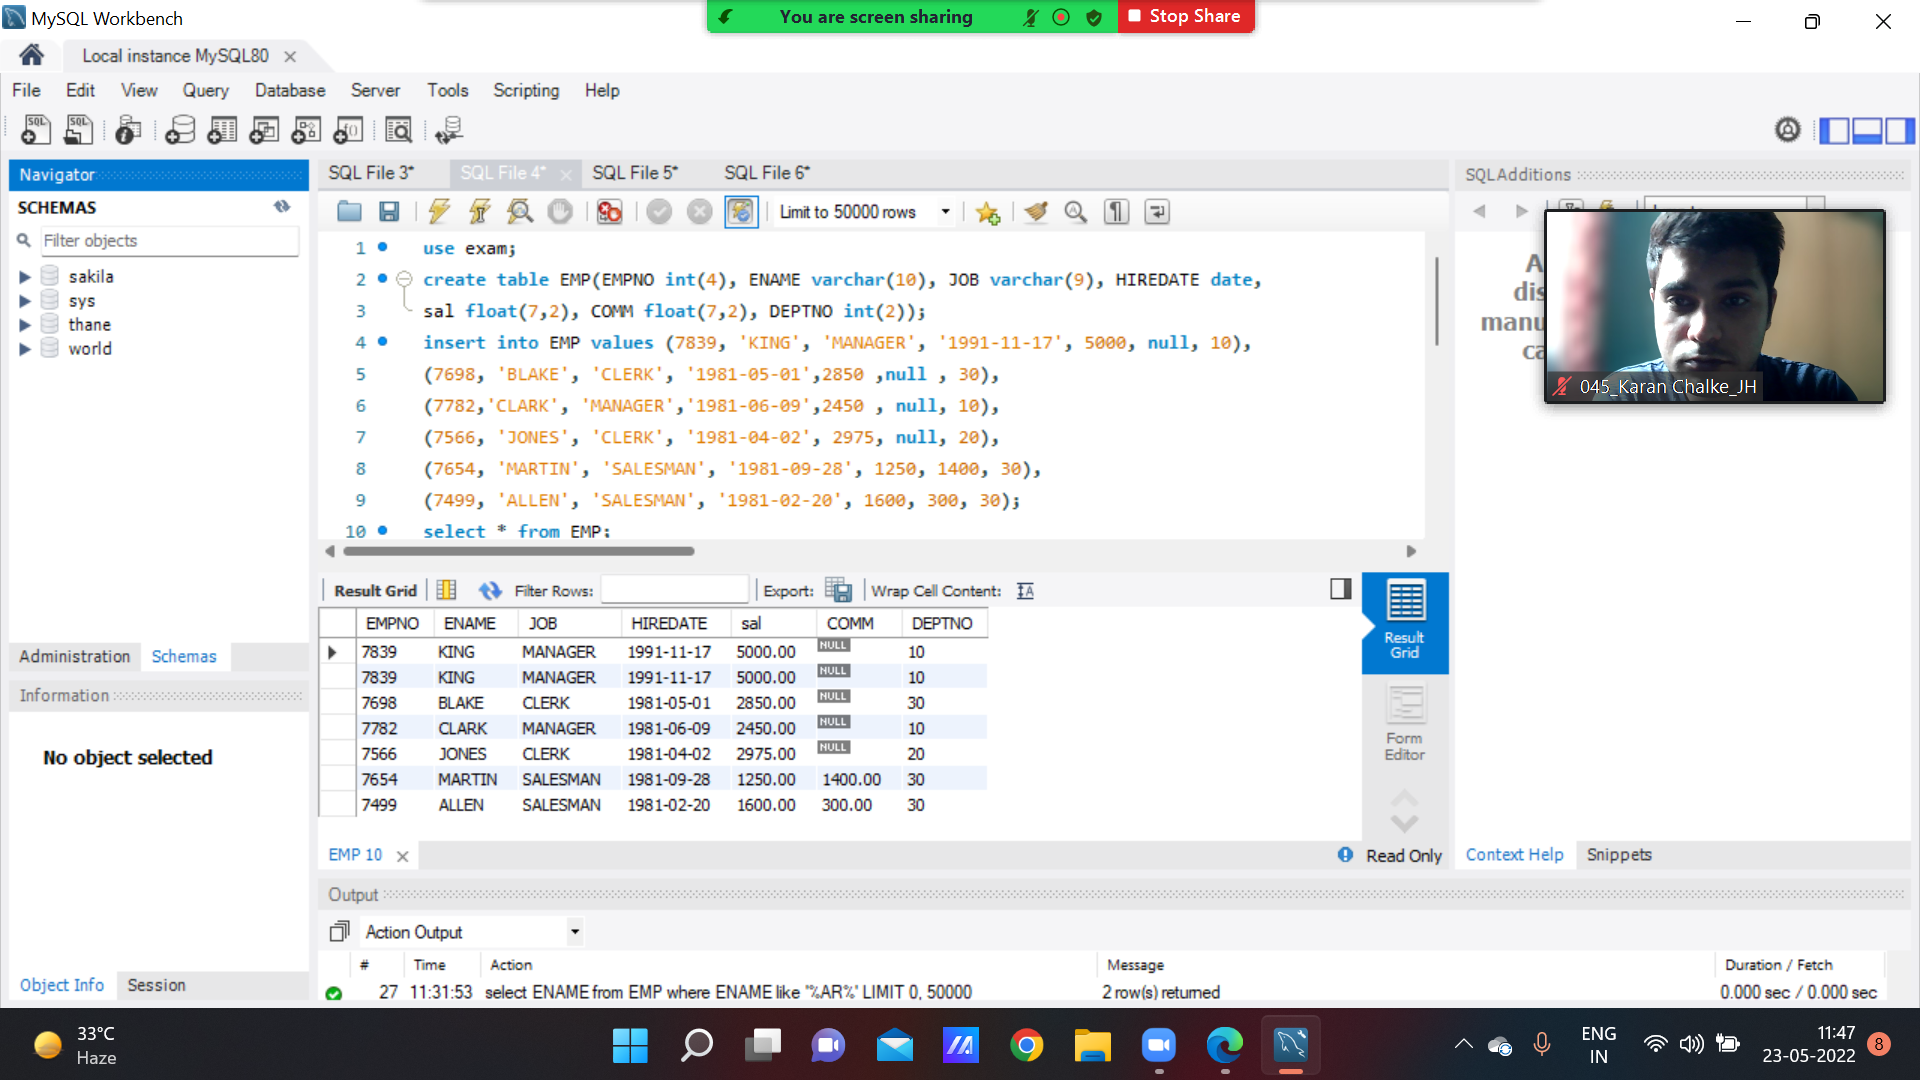 MySQL Workbench
You are screen sharing
Stop Share
Local instance MySQL80
File Edit View Query Database Server Tools Scripting Help
Navigator
SCHEMAS
Filter objects
sakila
sys
thane
world
Administration Schemas
Information
No object selected
Object Info Session
SQL File 3* SQL File 4* SQL File 5* SQL File 6*
Limit to 50000 rows
1 use exam;
2 create table EMP(EMPNO int(4), ENAME varchar(10), JOB varchar(9), HIREDATE date,
3 sal float(7,2), COMM float(7,2), DEPTNO int(2));
4 insert into EMP values (7839, 'KING', 'MANAGER', '1991-11-17', 5000, null, 10),
5 (7698, 'BLAKE', 'CLERK', '1981-05-01',2850 ,null , 30),
6 (7782,'CLARK', 'MANAGER','1981-06-09',2450 , null, 10),
7 (7566, 'JONES', 'CLERK', '1981-04-02', 2975, null, 20),
8 (7654, 'MARTIN', 'SALESMAN', '1981-09-28', 1250, 1400, 30),
9 (7499, 'ALLEN', 'SALESMAN', '1981-02-20', 1600, 300, 30);
10 select * from EMP;
Result Grid Filter Rows: Export: Wrap Cell Content:
EMPNO ENAME JOB HIREDATE sal COMM DEPTNO
7839 KING MANAGER 1991-11-17 5000.00 NULL 10
7839 KING MANAGER 1991-11-17 5000.00 NULL 10
7698 BLAKE CLERK 1981-05-01 2850.00 NULL 30
7782 CLARK MANAGER 1981-06-09 2450.00 NULL 10
7566 JONES CLERK 1981-04-02 2975.00 NULL 20
7654 MARTIN SALESMAN 1981-09-28 1250.00 1400.00 30
7499 ALLEN SALESMAN 1981-02-20 1600.00 300.00 30
Result
Grid
Form
Editor
EMP 10
Read Only
SQLAdditions
045_Karan Chalke_JH
Context Help Snippets
Output
Action Output
# Time Action Message Duration / Fetch
27 11:31:53 select ENAME from EMP where ENAME like '%AR%' LIMIT 0, 50000 2 row(s) returned 0.000 sec / 0.000 sec
33°C
Haze
ENG
IN
11:47
23-05-2022
8